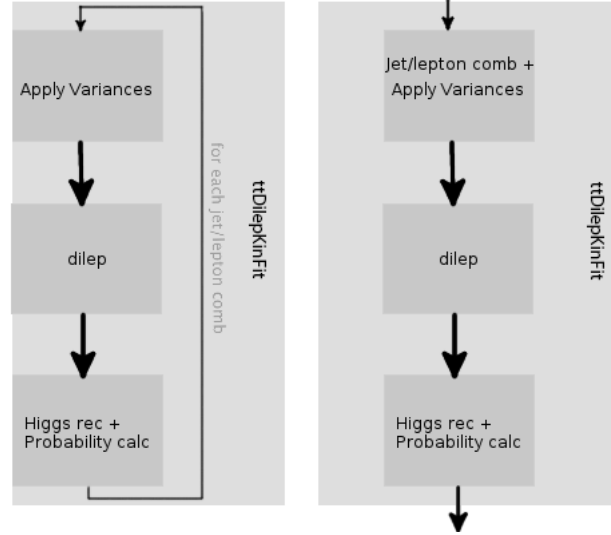 Apply Variances
dilep
Higgs rec +
Probability calc
for each jet/lepton comb
ttDilepKinFit
Jet/lepton comb +
Apply Variances
dilep
Higgs rec +
Probability calc
ttDilepKinFit